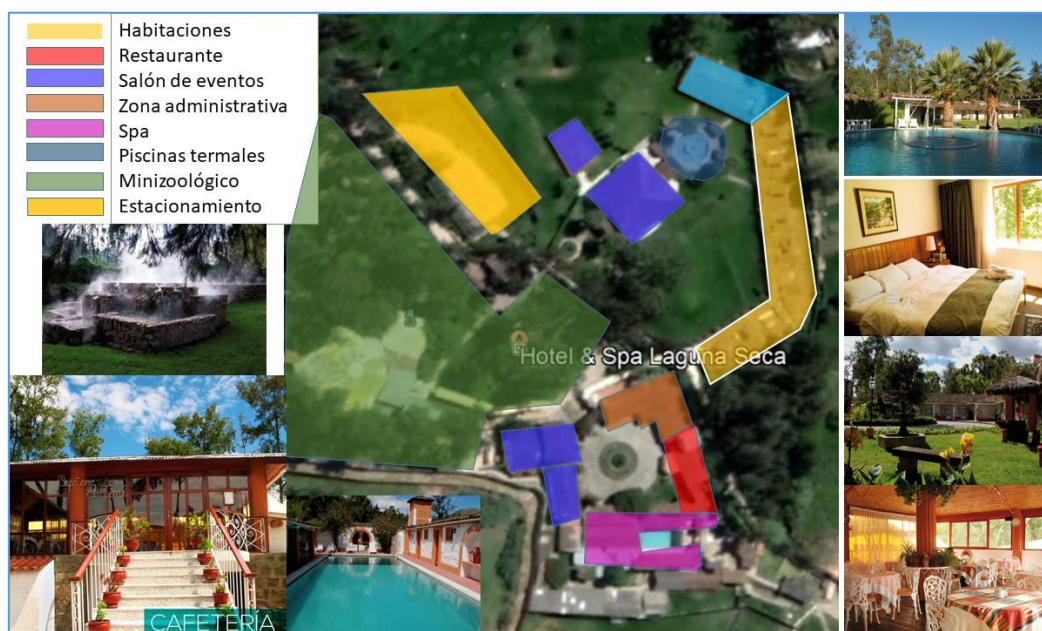 Habitaciones
Restaurante
Salón de eventos
Zona administrativa
Spa
Piscinas termales
Minizoológico
Estacionamiento
Hotel & Spa Laguna Seca
CAFETERÍA